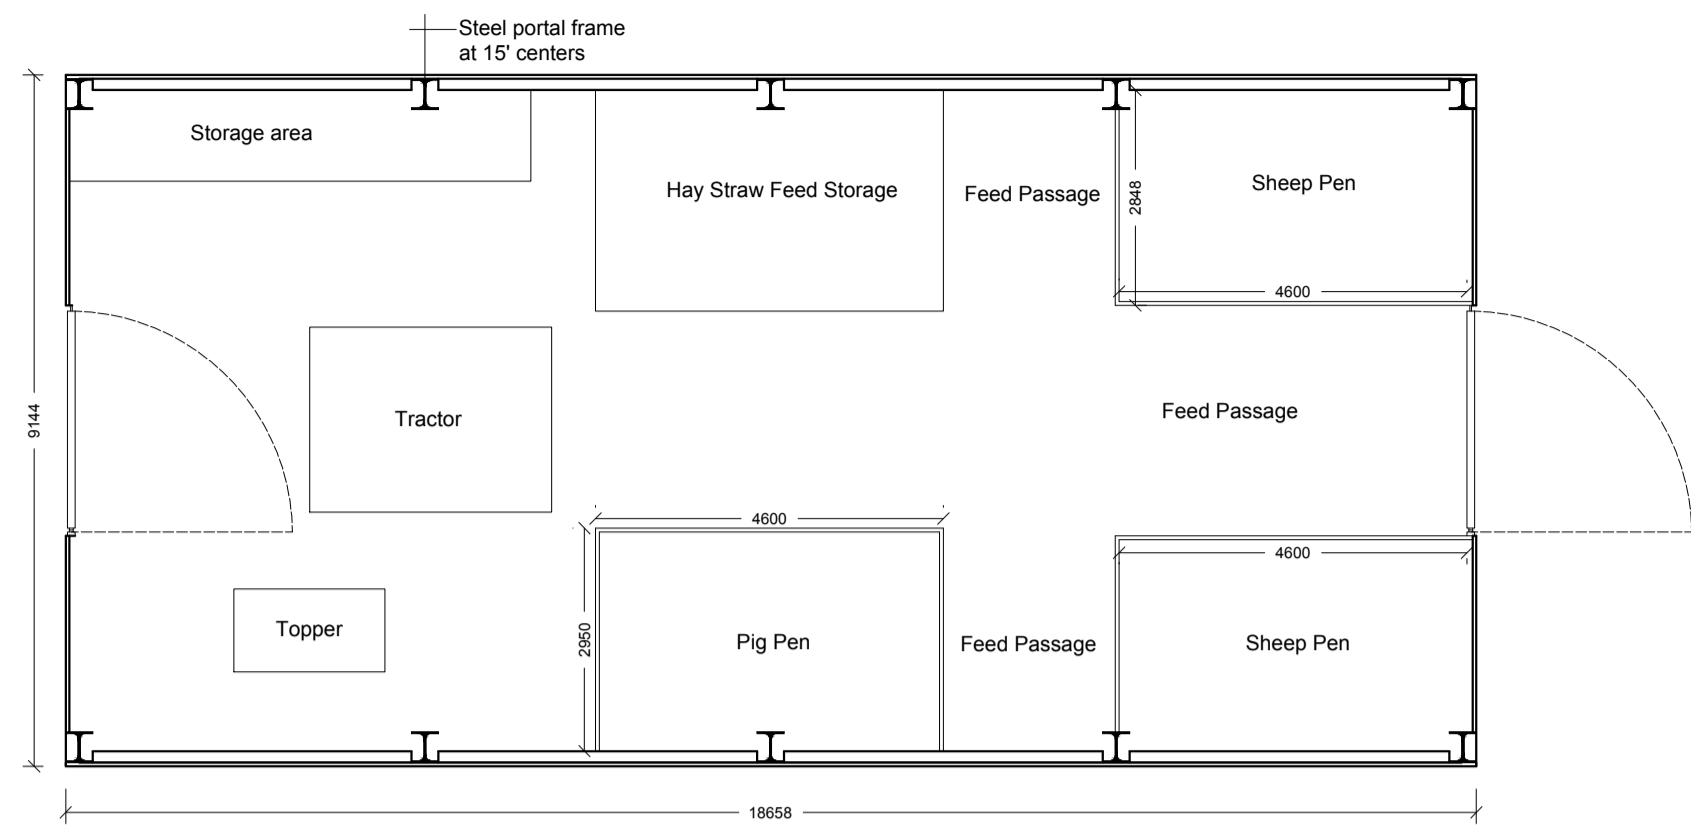 Steel portal frame
at 15' centers
Storage area
Hay Straw Feed Storage
Feed Passage
2848
Sheep Pen
4600
9144
Tractor
Feed Passage
4600
4600
Topper
2950
Pig Pen
Feed Passage
Sheep Pen
18658